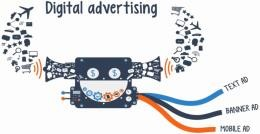 Digital advertising
$ $
TEXT AD
BANNER AD
MOBILE AD